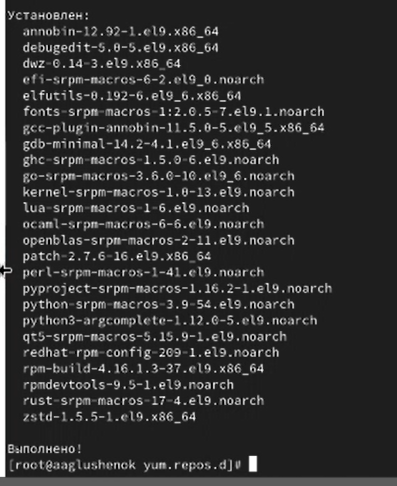 Установлен:
annobin-12.92-1.el9.x86_64
debugedit-5.0-5.el9.x86_64
dwz-0.14-3.el9.x86_64
efi-srpm-macros-6-2.el9_0.noarch
elfutils-0.192-6.el9_6.x86_64
fonts-srpm-macros-1:2.0.5-7.el9.1.noarch
gcc-plugin-annobin-11.5.0-5.el9_5.x86_64
gdb-minimal-14.2-4.1.el9_6.x86_64
ghc-srpm-macros-1.5.0-6.el9.noarch
go-srpm-macros-3.6.0-10.el9_6.noarch
kernel-srpm-macros-1.0-13.el9.noarch
lua-srpm-macros-1-6.el9.noarch
ocaml-srpm-macros-6-6.el9.noarch
openblas-srpm-macros-2-11.el9.noarch
patch-2.7.6-16.el9.x86_64
perl-srpm-macros-1-41.el9.noarch
pyproject-srpm-macros-1.16.2-1.el9.noarch
python-srpm-macros-3.9-54.el9.noarch
python3-argcomplete-1.12.0-5.el9.noarch
qt5-srpm-macros-5.15.9-1.el9.noarch
redhat-rpm-config-209-1.el9.noarch
rpm-build-4.16.1.3-37.el9.x86_64
rpmdevtools-9.5-1.el9.noarch
rust-srpm-macros-17-4.el9.noarch
zstd-1.5.5-1.el9.x86_64
Выполнено!
[root@aaglushenok yum.repos.d]#